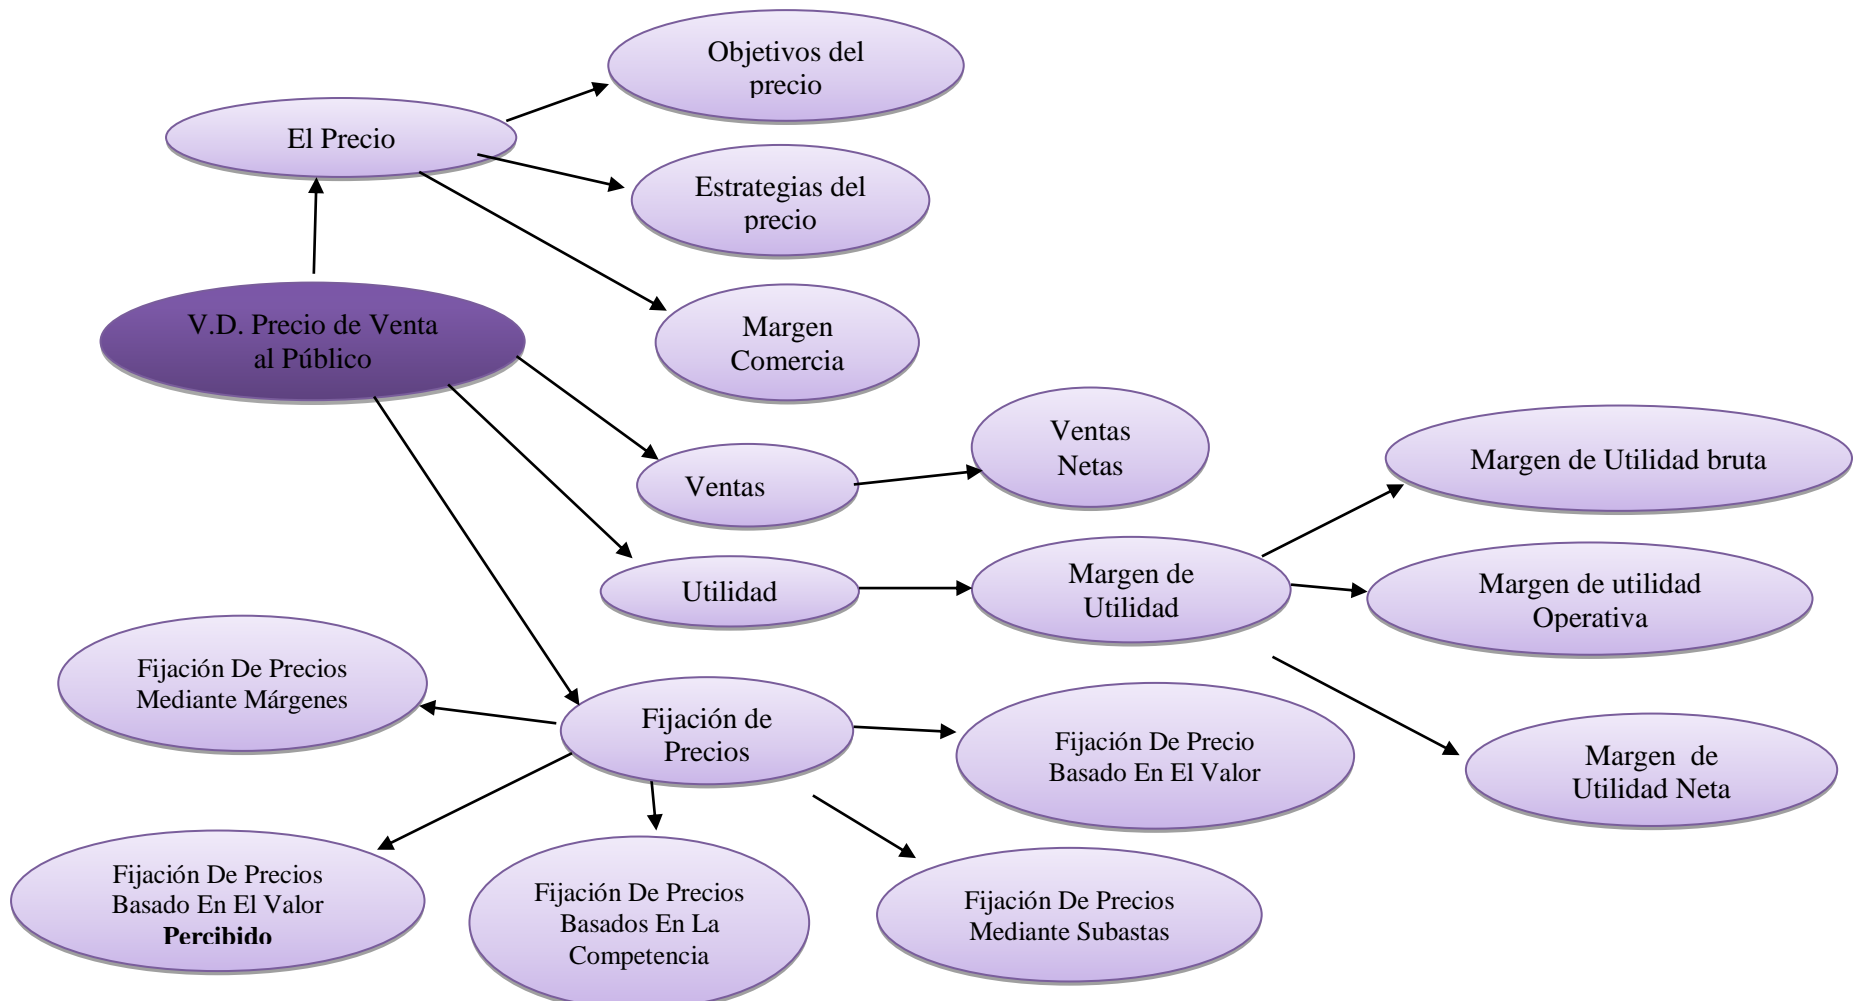 Objetivos del
precio
El Precio
Estrategias del
precio
V.D. Precio de Venta
al Público
Margen
Comercia
Ventas
Netas
Ventas
Margen de Utilidad bruta
Utilidad
Margen de
Utilidad
Margen de utilidad
Operativa
Fijación De Precios
Mediante Márgenes
Fijación de
Precios
Fijación De Precio
Basado En El Valor
Margen  de
Utilidad Neta
Fijación De Precios
Basado En El Valor
Percibido
Fijación De Precios
Basados En La
Competencia
Fijación De Precios
Mediante Subastas